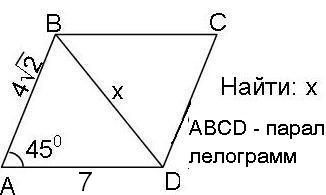 B
C
4√2
x
Найти: x
ABCD - парал
лелограмм
45⁰
A
7
D